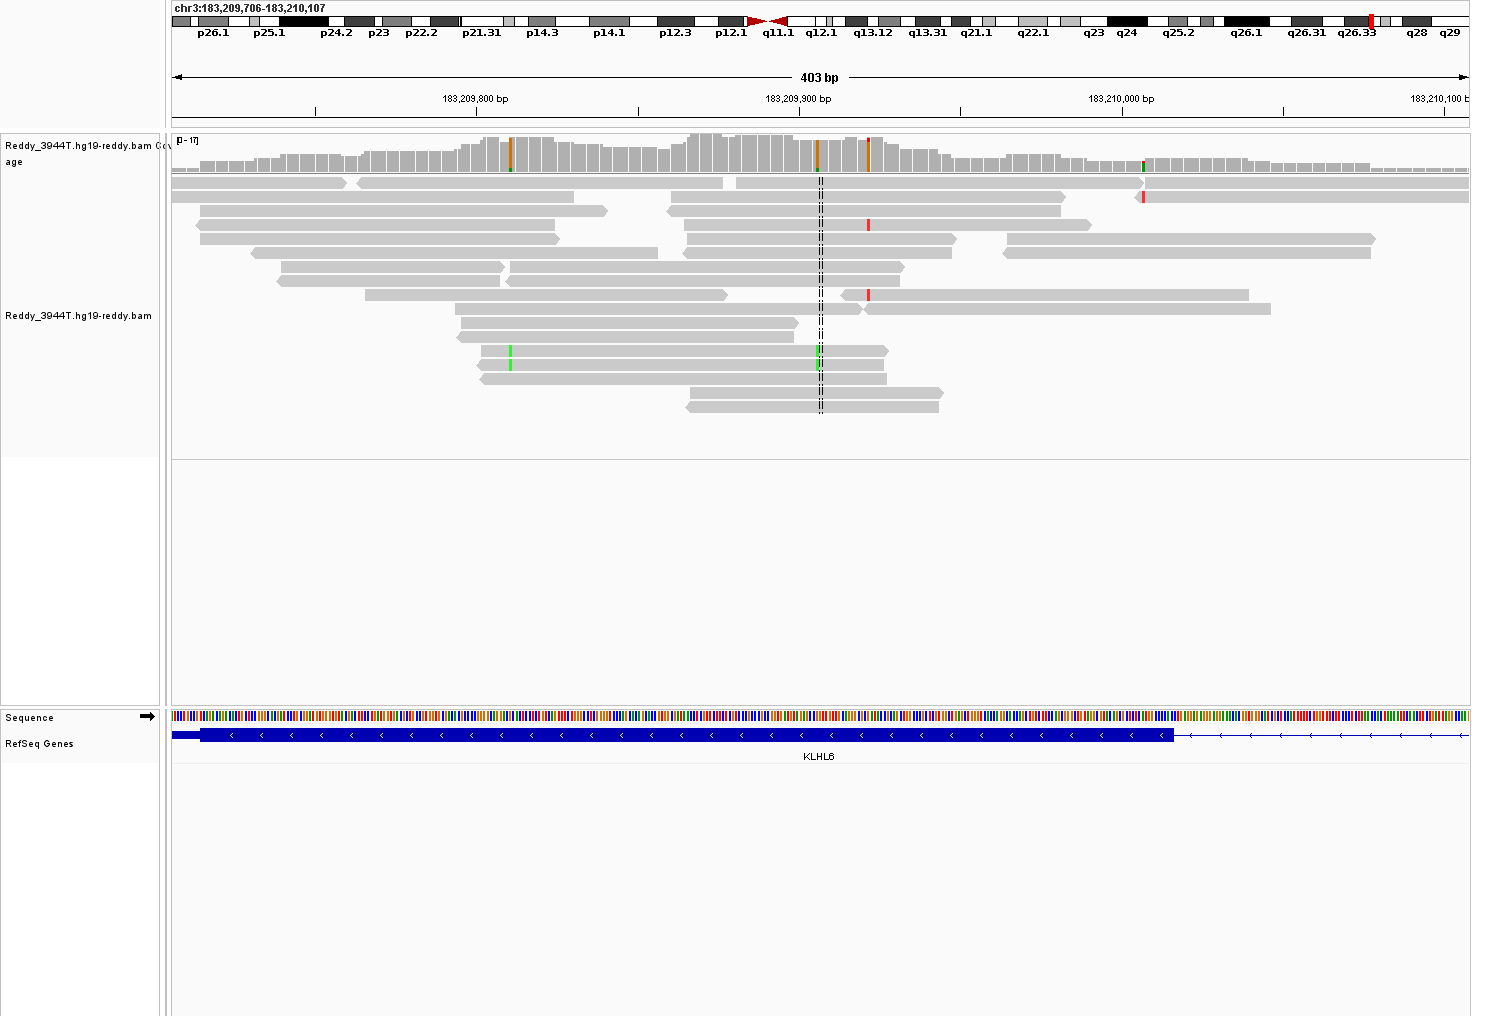 chr3:183,209,706-183,210,107
p26.1 p25.1 p24.2 p23 p22.2 p21.31 p14.3 p14.1 p12.3 p12.1 q11.1 q12.1 q13.12 q13.31 q21.1 q22.1 q23 q24 q25.2 q26.1 q26.31 q26.33 q28 q29
403 bp
183,209,800 bp 183,209,900 bp 183,210,000 bp 183,210,100 b
Reddy_3944T.hg19-reddy.bam Cov
age
[0 - 17]
Reddy_3944T.hg19-reddy.bam
Sequence
RefSeq Genes
KLHL6